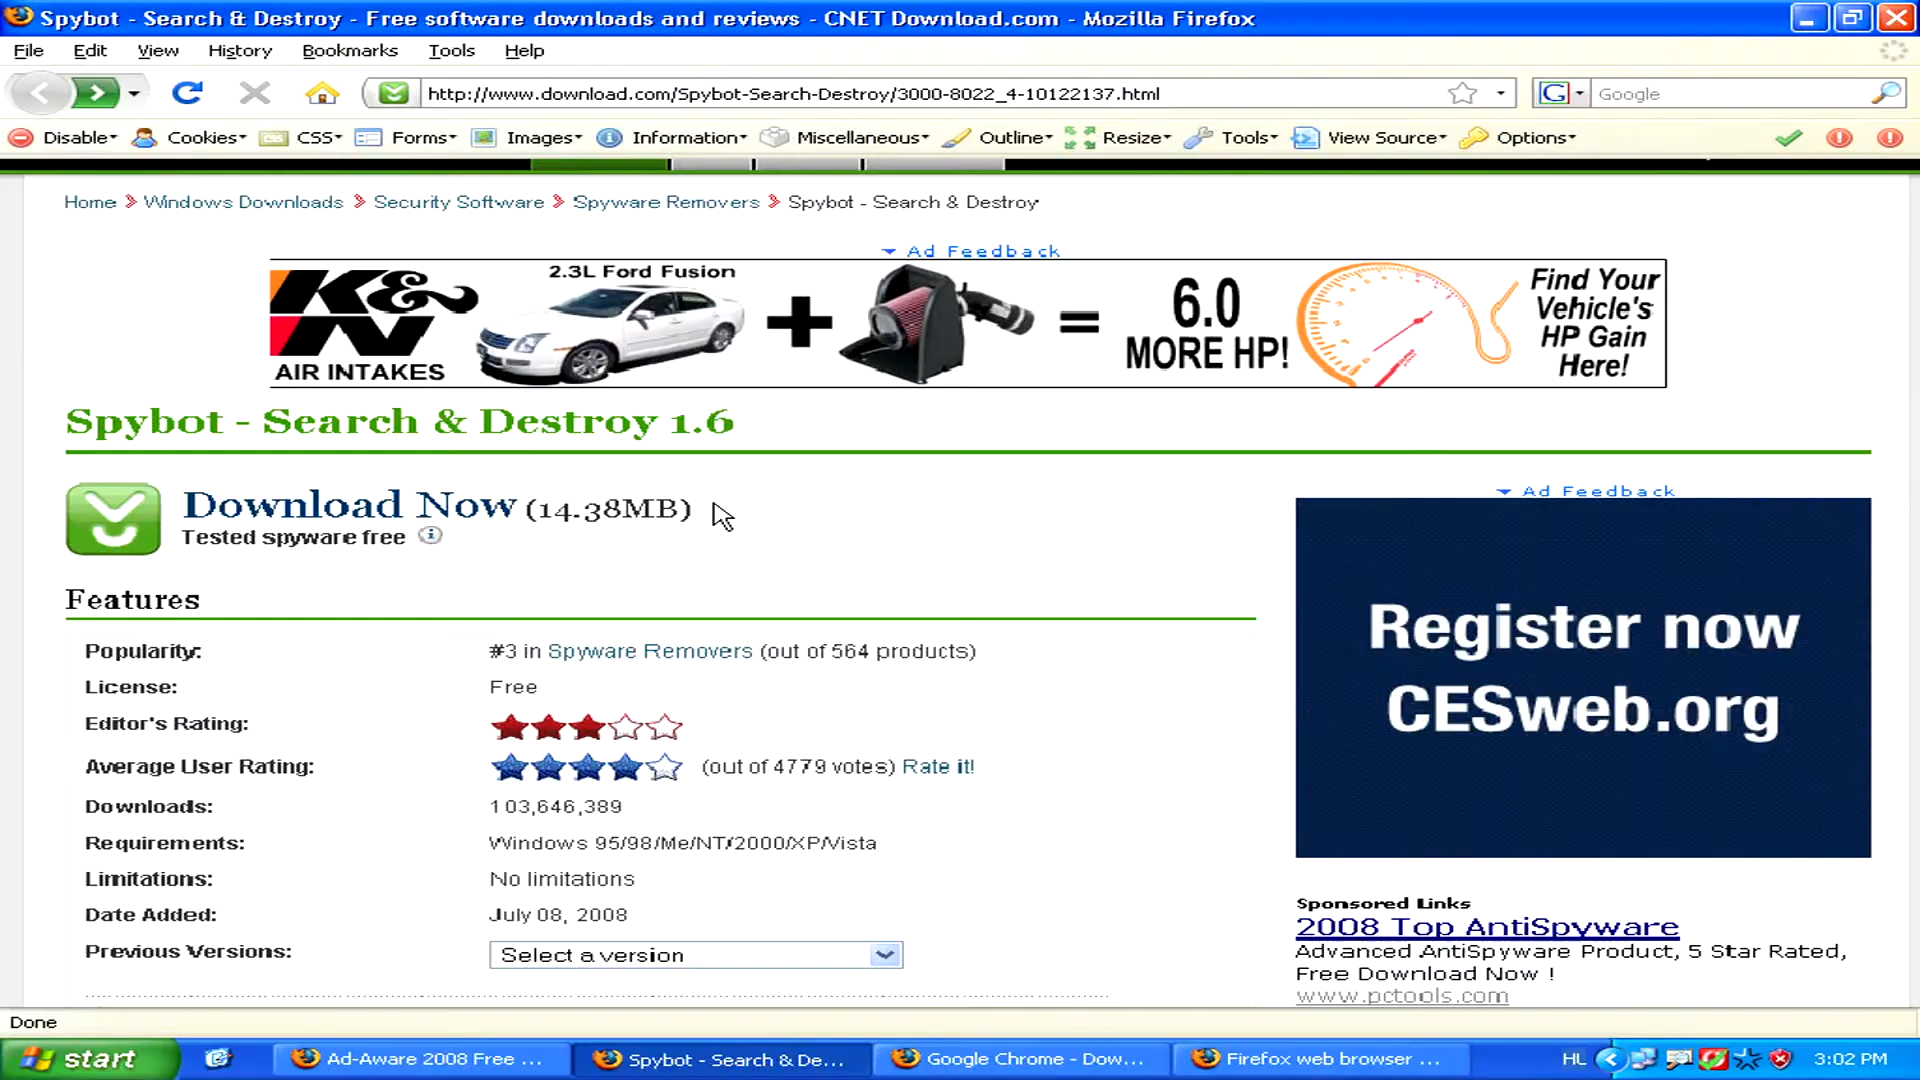 Spybot - Search & Destroy - Free software downloads and reviews - CNET Download.com - Mozilla Firefox
File Edit View History Bookmarks Tools Help
http://www.download.com/Spybot-Search-Destroy/3000-8022_4-10122137.html
Google
Disable Cookies CSS Forms Images Information Miscellaneous Outline Resize Tools View Source Options
Home Windows Downloads Security Software Spyware Removers Spybot - Search & Destroy
Ad Feedback
K&N
AIR INTAKES
2.3L Ford Fusion
+ =
6.0
MORE HP!
Find Your
Vehicle's
HP Gain
Here!
Spybot - Search & Destroy 1.6
Download Now (14.38MB)
Tested spyware free
Features
Popularity: #3 in Spyware Removers (out of 564 products)
License: Free
Editor's Rating:
Average User Rating: (out of 4779 votes) Rate it!
Downloads: 103,646,389
Requirements: Windows 95/98/Me/NT/2000/XP/Vista
Limitations: No limitations
Date Added: July 08, 2008
Previous Versions: Select a version
Ad Feedback
Register now
CESweb.org
Sponsored Links
2008 Top AntiSpyware
Advanced AntiSpyware Product, 5 Star Rated,
Free Download Now !
www.pctools.com
Done
start Ad-Aware 2008 Free ... Spybot - Search & De... Google Chrome - Dow... Firefox web browser ... HL 3:02 PM